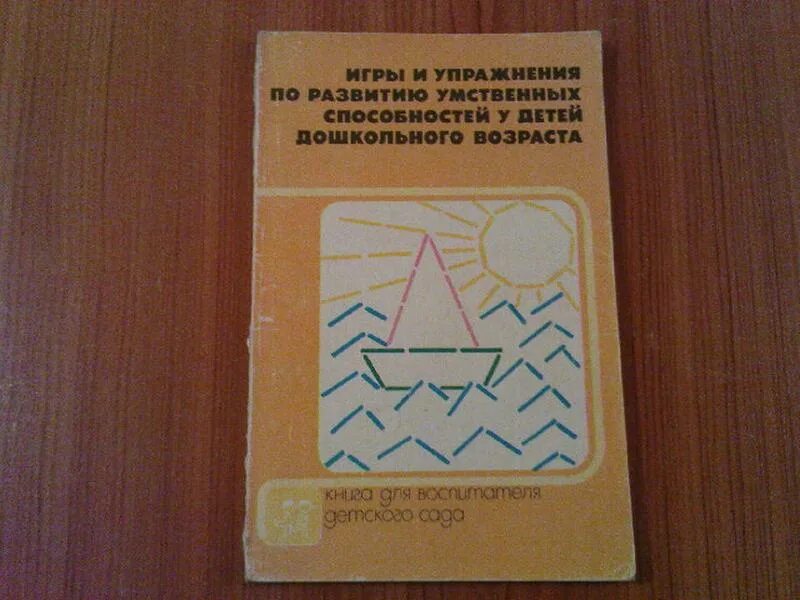 ИГРЫ И УПРАЖНЕНИЯ
ПО РАЗВИТИЮ УМСТВЕННЫХ
СПОСОБНОСТЕЙ У ДЕТЕЙ
ДОШКОЛЬНОГО ВОЗРАСТА
книга для воспитателя
детского сада